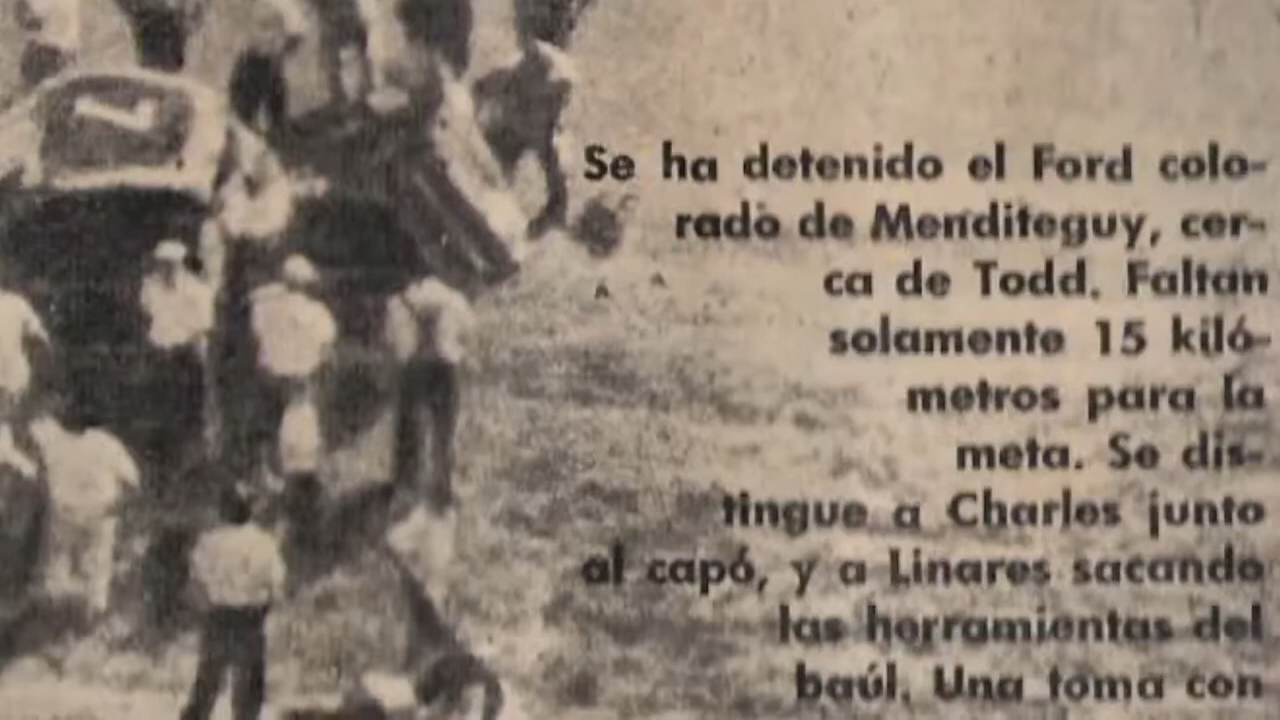 7
Se ha detenido el Ford colo-
rado de Menditeguy, cer-
ca de Todd. Faltan
solamente 15 kiló-
metros para la
meta. Se dis-
tingue a Charles junto
al capó, y a Linares sacando
las herramientas del
baúl. Una toma con